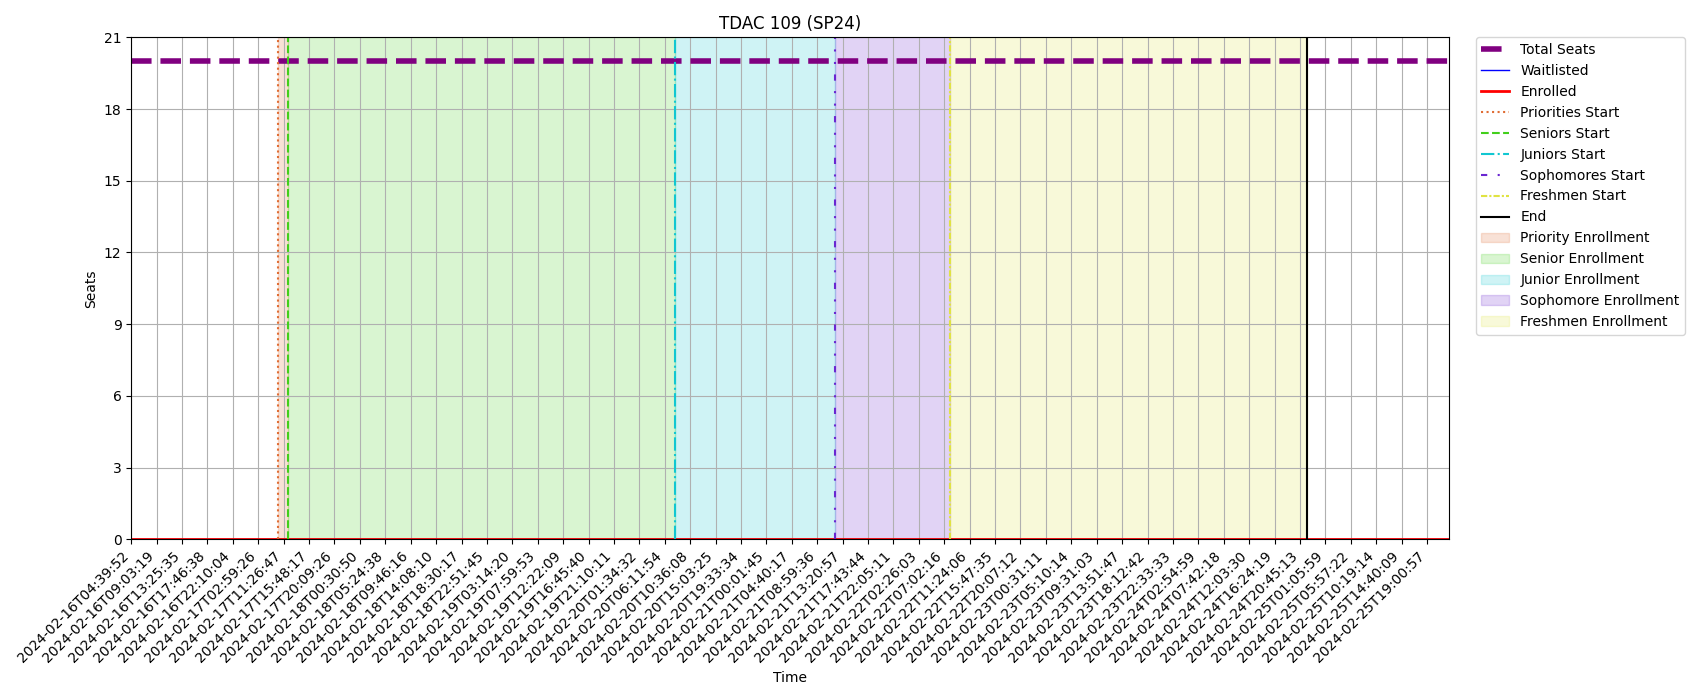 TDAC 109 (SP24)
21
18
15
12
9
6
3
0
Seats
2024-02-16T04:39:52
2024-02-16T09:03:19
2024-02-16T13:25:35
2024-02-16T17:46:38
2024-02-16T22:10:04
2024-02-17T02:59:26
2024-02-17T11:26:47
2024-02-17T15:48:17
2024-02-17T20:09:26
2024-02-18T00:30:50
2024-02-18T05:24:38
2024-02-18T09:46:16
2024-02-18T14:08:10
2024-02-18T18:30:17
2024-02-18T22:51:45
2024-02-19T03:14:20
2024-02-19T07:59:53
2024-02-19T12:22:09
2024-02-19T16:45:40
2024-02-19T21:10:11
2024-02-20T01:34:32
2024-02-20T06:11:54
2024-02-20T10:36:08
2024-02-20T15:03:25
2024-02-20T19:33:34
2024-02-21T00:01:45
2024-02-21T04:40:17
2024-02-21T08:59:36
2024-02-21T13:20:57
2024-02-21T17:43:44
2024-02-21T22:05:11
2024-02-22T02:26:03
2024-02-22T07:02:16
2024-02-22T11:24:06
2024-02-22T15:47:35
2024-02-22T20:07:12
2024-02-23T00:31:11
2024-02-23T05:10:14
2024-02-23T09:31:03
2024-02-23T13:51:47
2024-02-23T18:12:42
2024-02-23T22:33:33
2024-02-24T02:54:59
2024-02-24T07:42:18
2024-02-24T12:03:30
2024-02-24T16:24:19
2024-02-24T20:45:13
2024-02-25T01:05:59
2024-02-25T05:57:22
2024-02-25T10:19:14
2024-02-25T14:40:09
2024-02-25T19:00:57
Time
Total Seats
Waitlisted
Enrolled
Priorities Start
Seniors Start
Juniors Start
Sophomores Start
Freshmen Start
End
Priority Enrollment
Senior Enrollment
Junior Enrollment
Sophomore Enrollment
Freshmen Enrollment